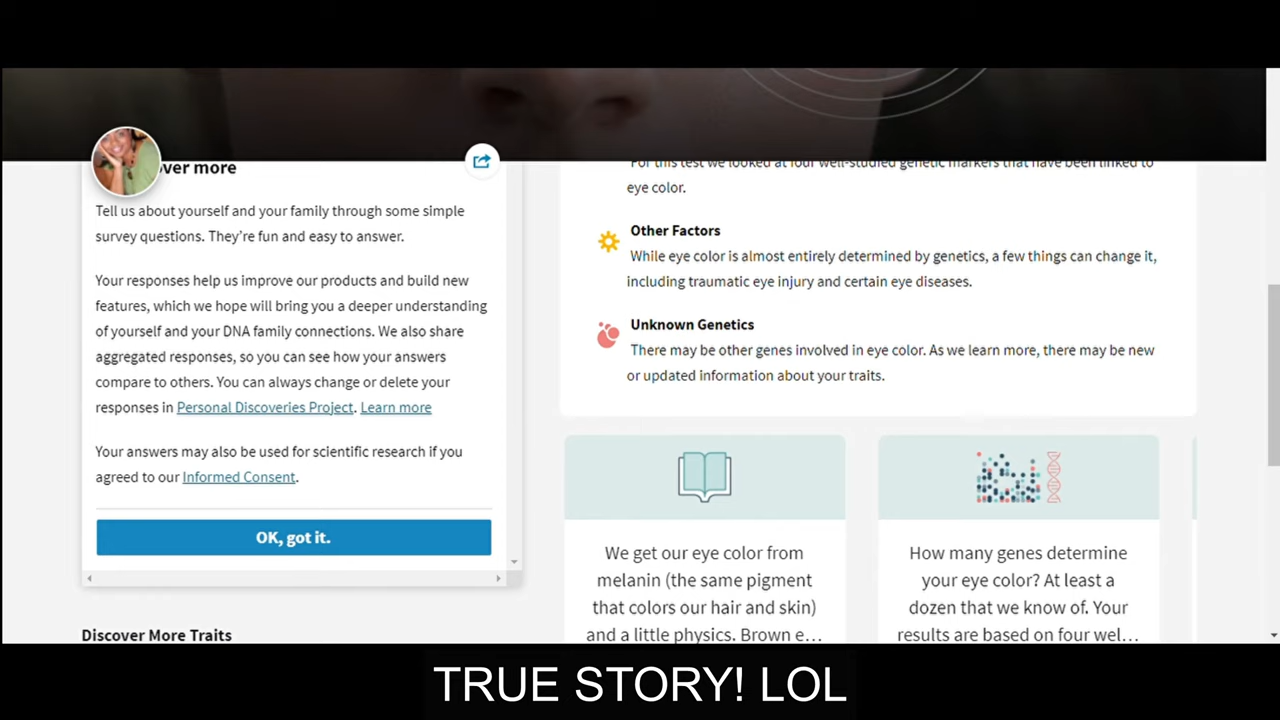 over more
Tell us about yourself and your family through some simple
survey questions. They're fun and easy to answer.
Your responses help us improve our products and build new
features, which we hope will bring you a deeper understanding
of yourself and your DNA family connections. We also share
aggregated responses, so you can see how your answers
compare to others. You can always change or delete your
responses in Personal Discoveries Project. Learn more
Your answers may also be used for scientific research if you
agreed to our Informed Consent.
OK, got it.
Discover More Traits
For this test we looked at four well-studied genetic markers that have been linked to
eye color.
Other Factors
While eye color is almost entirely determined by genetics, a few things can change it,
including traumatic eye injury and certain eye diseases.
Unknown Genetics
There may be other genes involved in eye color. As we learn more, there may be new
or updated information about your traits.
We get our eye color from
melanin (the same pigment
that colors our hair and skin)
and a little physics. Brown e...
How many genes determine
your eye color? At least a
dozen that we know of. Your
results are based on four wel...
TRUE STORY! LOL